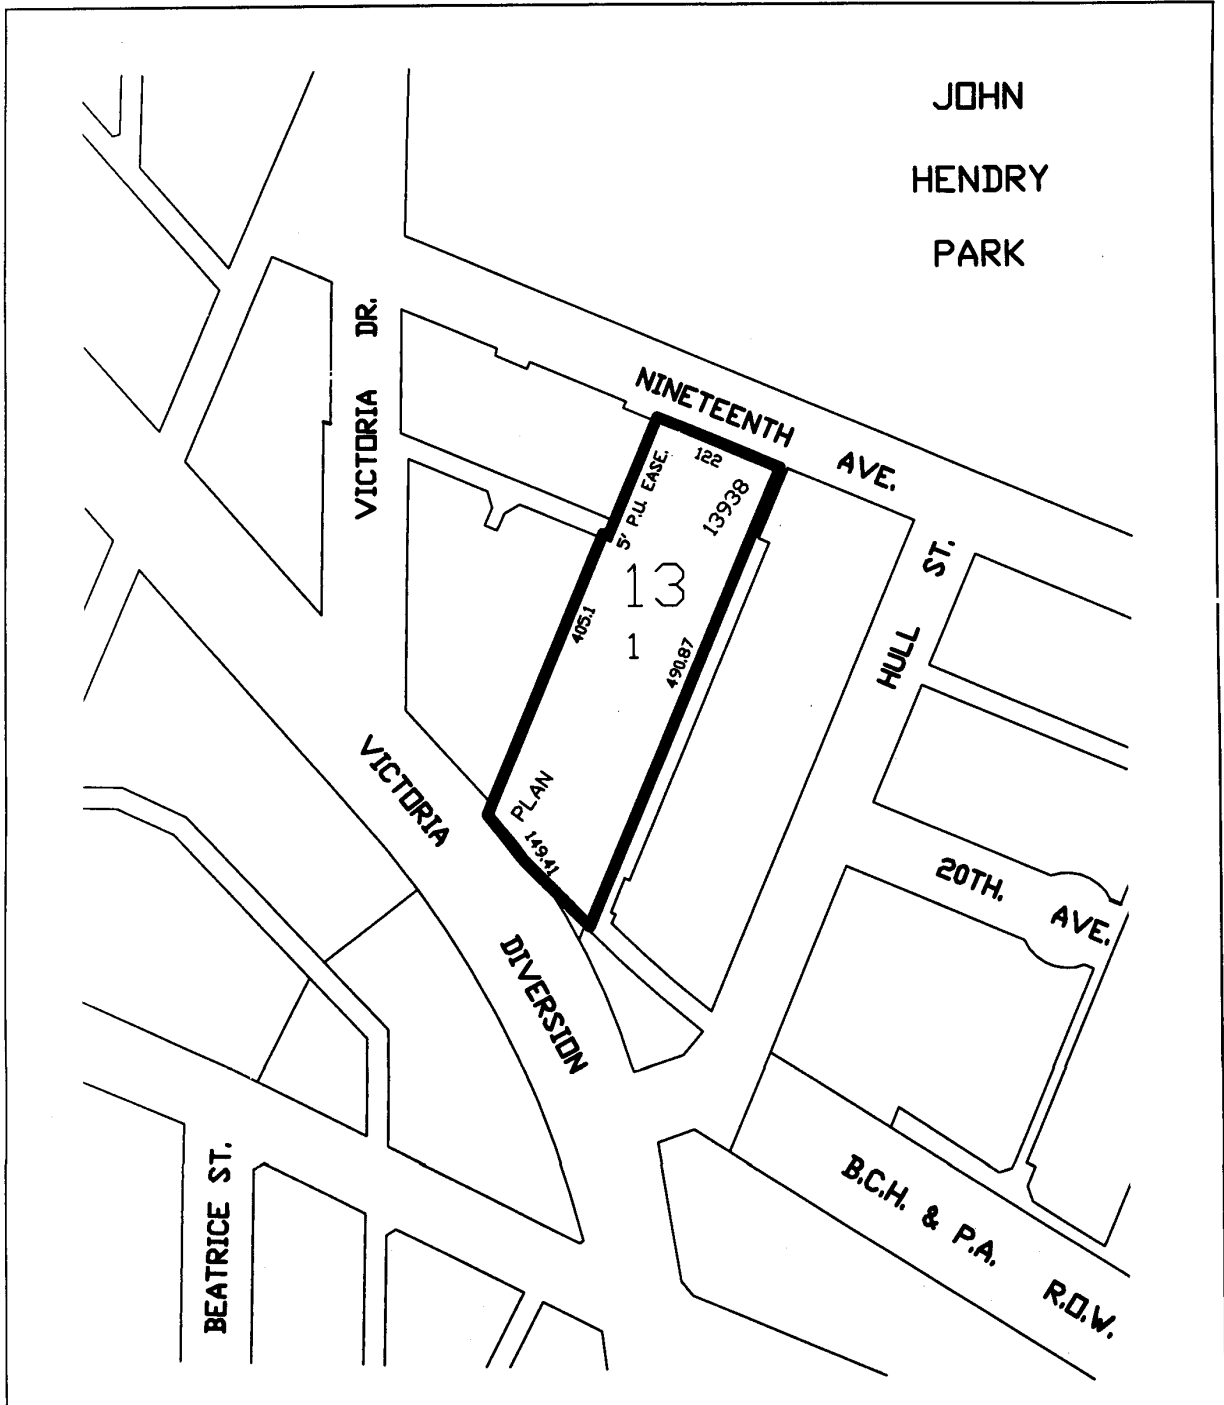 JOHN
HENDRY
PARK
VICTORIA DR.
NINETEENTH AVE.
122
5' P.U. EASE.
13938
13
1
405.1
490.87
HULL ST.
PLAN
149.41
VICTORIA
DIVERSION
20TH. AVE.
BEATRICE ST.
B.C.H. & P.A. R.O.W.